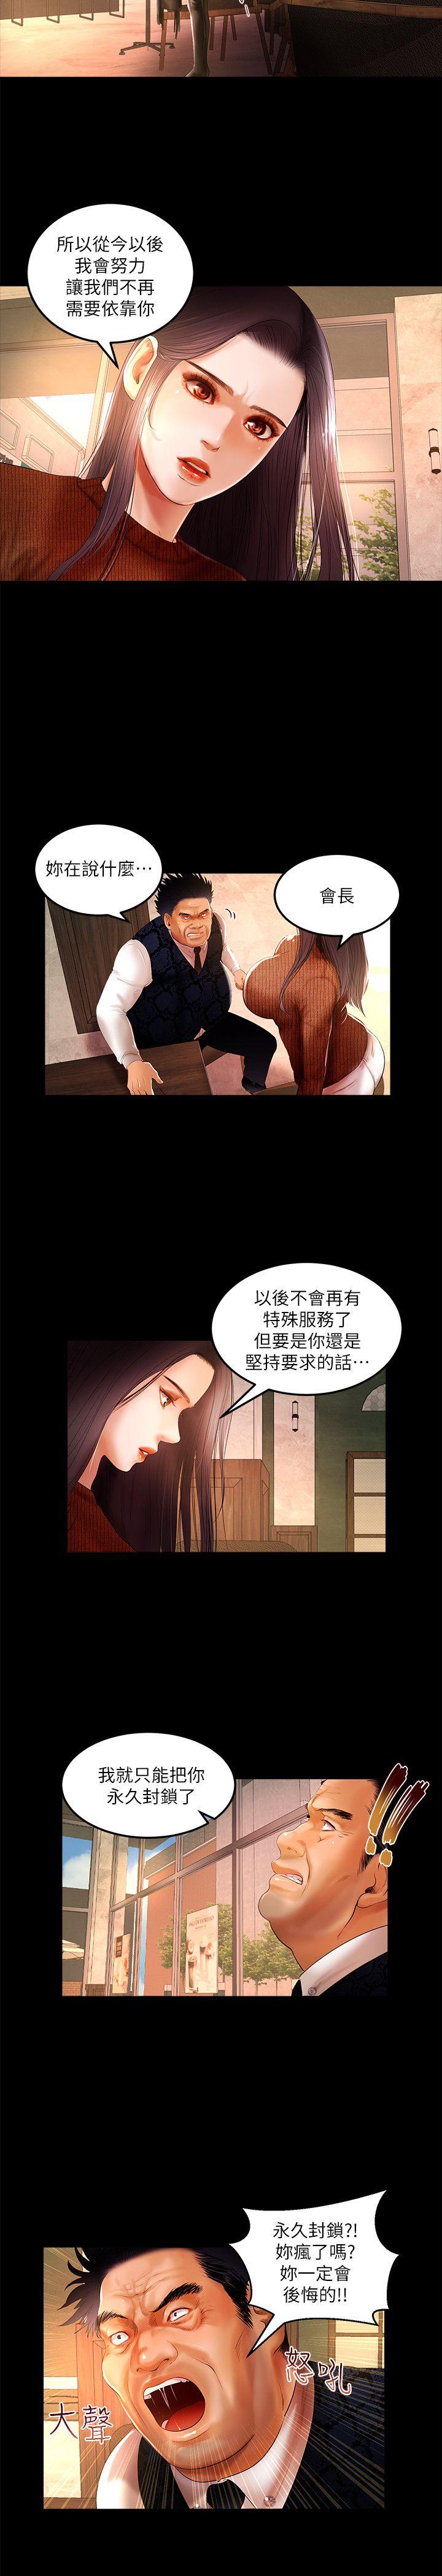 所以從今以後
我會努力
讓我們不再
需要依靠你
妳在說什麼…
會長
以後不會再有
特殊服務了
但要是你還是
堅持要求的話…
我就只能把你
永久封鎖了
!!
永久封鎖?!
妳瘋了嗎?
妳一定會
後悔的!!
怒吼
大聲